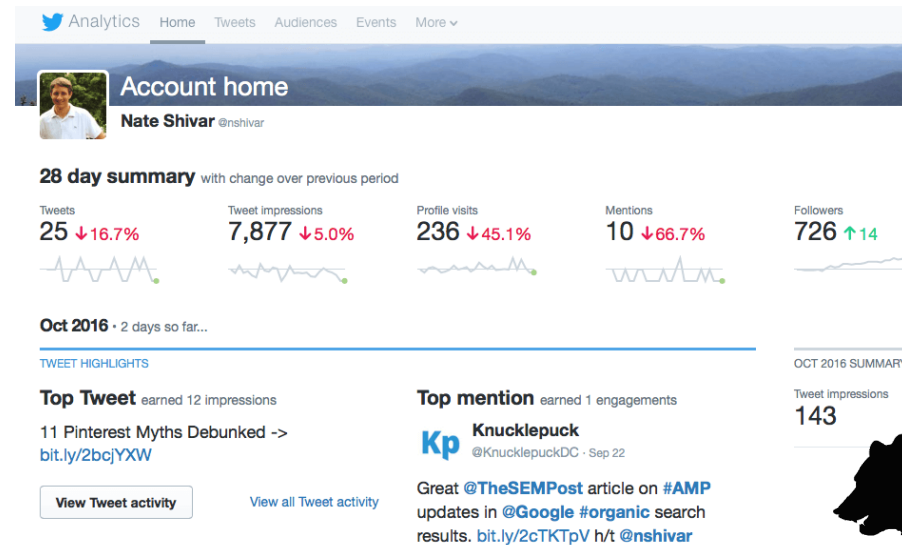 Analytics Home Tweets Audiences Events More
Account home
Nate Shivar @nshivar
28 day summary with change over previous period
Tweets Tweet impressions Profile visits Mentions Followers
25 ↓16.7% 7,877 ↓5.0% 236 ↓45.1% 10 ↓66.7% 726 ↑14
Oct 2016 • 2 days so far...
TWEET HIGHLIGHTS
OCT 2016 SUMMARY
Top Tweet earned 12 impressions
11 Pinterest Myths Debunked ->
bit.ly/2bcjYXW
View Tweet activity View all Tweet activity
Top mention earned 1 engagements
Kp
Knucklepuck
@KnucklepuckDC · Sep 22
Great @TheSEMPost article on #AMP
updates in @Google #organic search
results. bit.ly/2cTKTpV h/t @nshivar
Tweet impressions
143